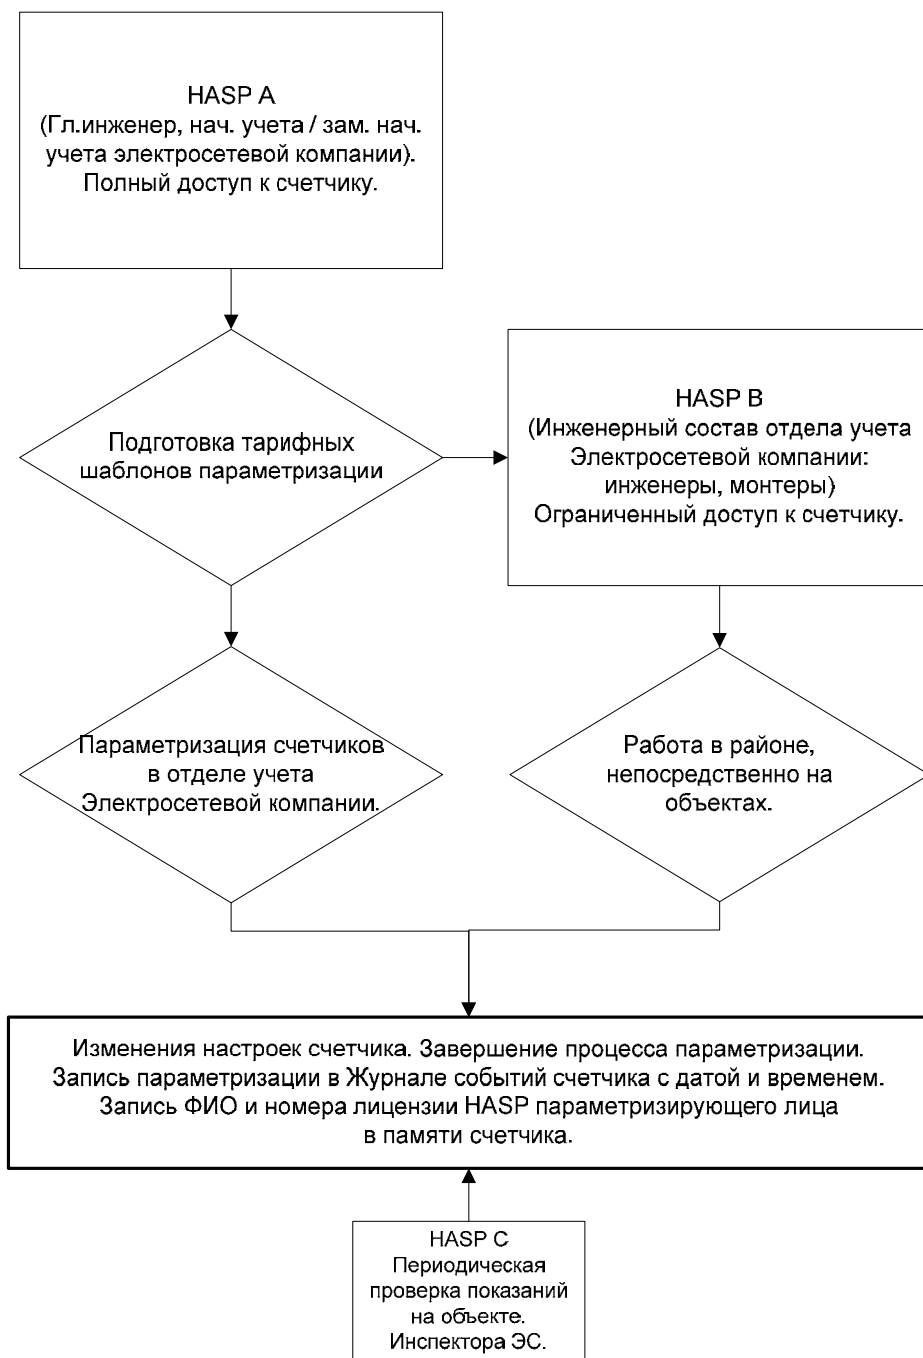 HASP A
(Гл.инженер, нач. учета / зам. нач.
учета электросетевой компании).
Полный доступ к счетчику.
Подготовка тарифных
шаблонов параметризации
HASP B
(Инженерный состав отдела учета
Электросетевой компании:
инженеры, монтеры)
Ограниченный доступ к счетчику.
Параметризация счетчиков
в отделе учета
Электросетевой компании.
Работа в районе,
непосредственно на
объектах.
Изменения настроек счетчика. Завершение процесса параметризации.
Запись параметризации в Журнале событий счетчика с датой и временем.
Запись ФИО и номера лицензии HASP параметризирующего лица
в памяти счетчика.
HASP C
Периодическая
проверка показаний
на объекте.
Инспектора ЭС.